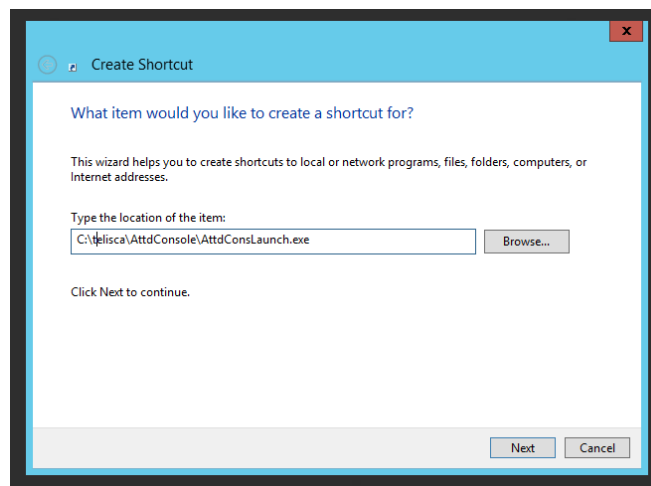 x
Create Shortcut
What item would you like to create a shortcut for?
This wizard helps you to create shortcuts to local or network programs, files, folders, computers, or
Internet addresses.
Type the location of the item:
C:\telisca\AttdConsole\AttdConsLaunch.exe
Browse...
Click Next to continue.
Next
Cancel